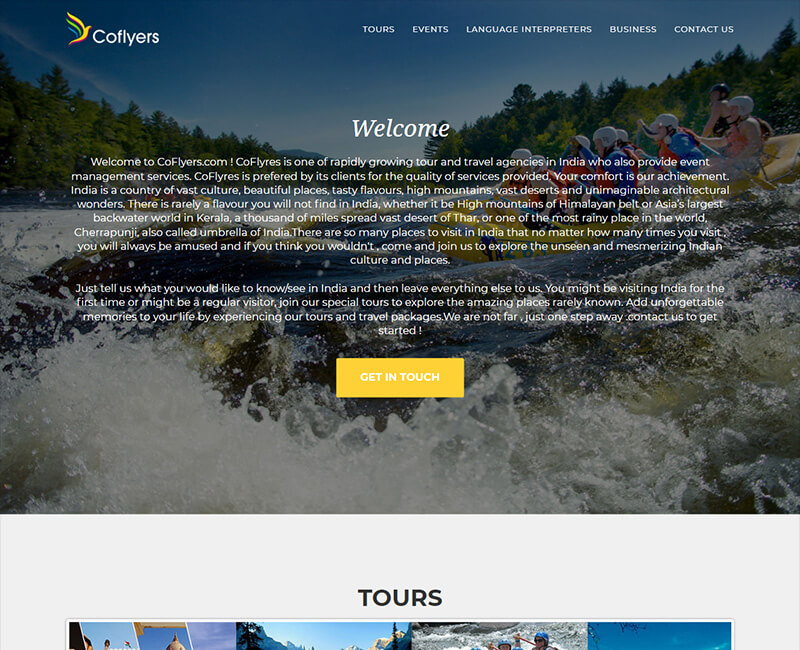 Coflyers
TOURS EVENTS LANGUAGE INTERPRETERS BUSINESS CONTACT US
Welcome
Welcome to CoFlyers.com ! CoFlyres is one of rapidly growing tour and travel agencies in India who also provide event
management services. CoFlyres is prefered by its clients for the quality of services provided, Your comfort is our achievement.
India is a country of vast culture, beautiful places, tasty flavours, high mountains, vast deserts and unimaginable architectural
wonders. There is rarely a flavour you will not find in India, whether it be High mountains of Himalayan belt or Asia's largest
backwater world in Kerala, a thousand of miles spread vast desert of Thar, or one of the most rainy place in the world,
Cherrapunji, also called umbrella of India.There are so many places to visit in India that no matter how many times you visit ,
you will always be amused and if you think you wouldn't , come and join us to explore the unseen and mesmerizing Indian
culture and places.
Just tell us what you would like to know/see in India and then leave everything else to us. You might be visiting India for the
first time or might be a regular visitor, join our special tours to explore the amazing places rarely known. Add unforgettable
memories to your life by experiencing our tours and travel packages.We are not far , just one step away .contact us to get
started !
GET IN TOUCH
TOURS